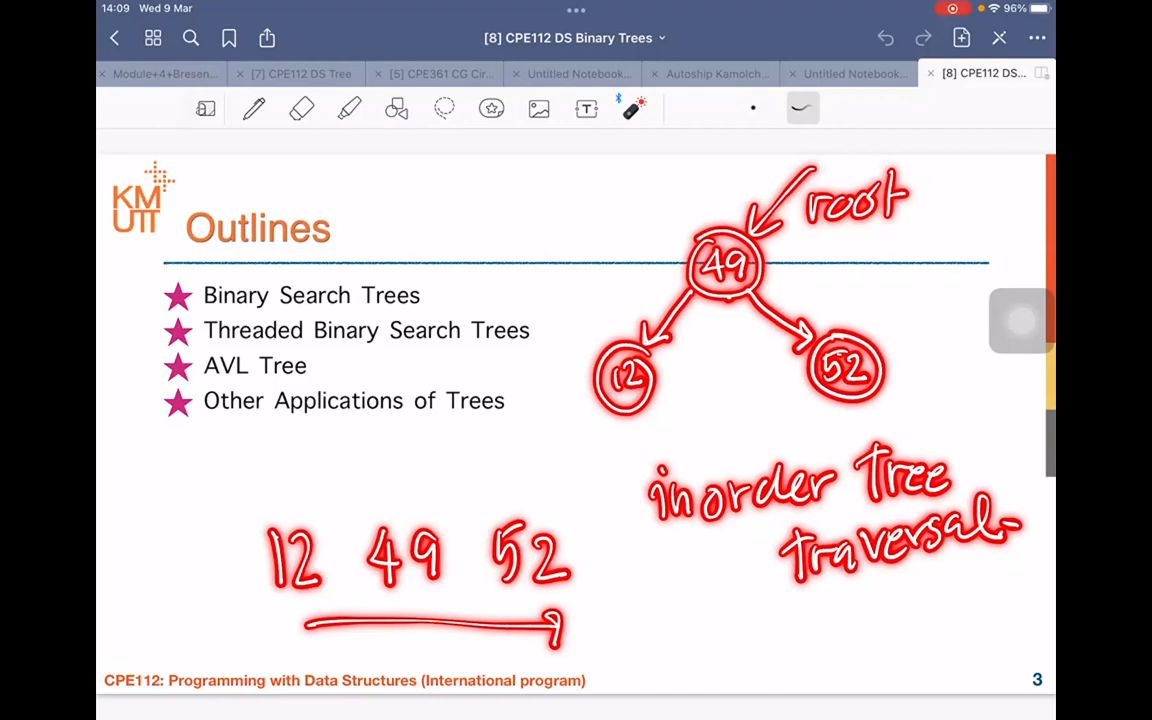 14:09 Wed 9 Mar
96%
[8] CPE112 DS Binary Trees
Module+4+Bresen...
[7] CPE112 DS Tree
[5] CPE361 CG Cir...
Untitled Notebook...
Autoship Kamolch...
Untitled Notebook...
[8] CPE112 DS...
T
KM
UTT
Outlines
root
49
Binary Search Trees
Threaded Binary Search Trees
AVL Tree
12 52
Other Applications of Trees
inorder Tree
traversal
12 49 52
CPE112: Programming with Data Structures (International program)
3